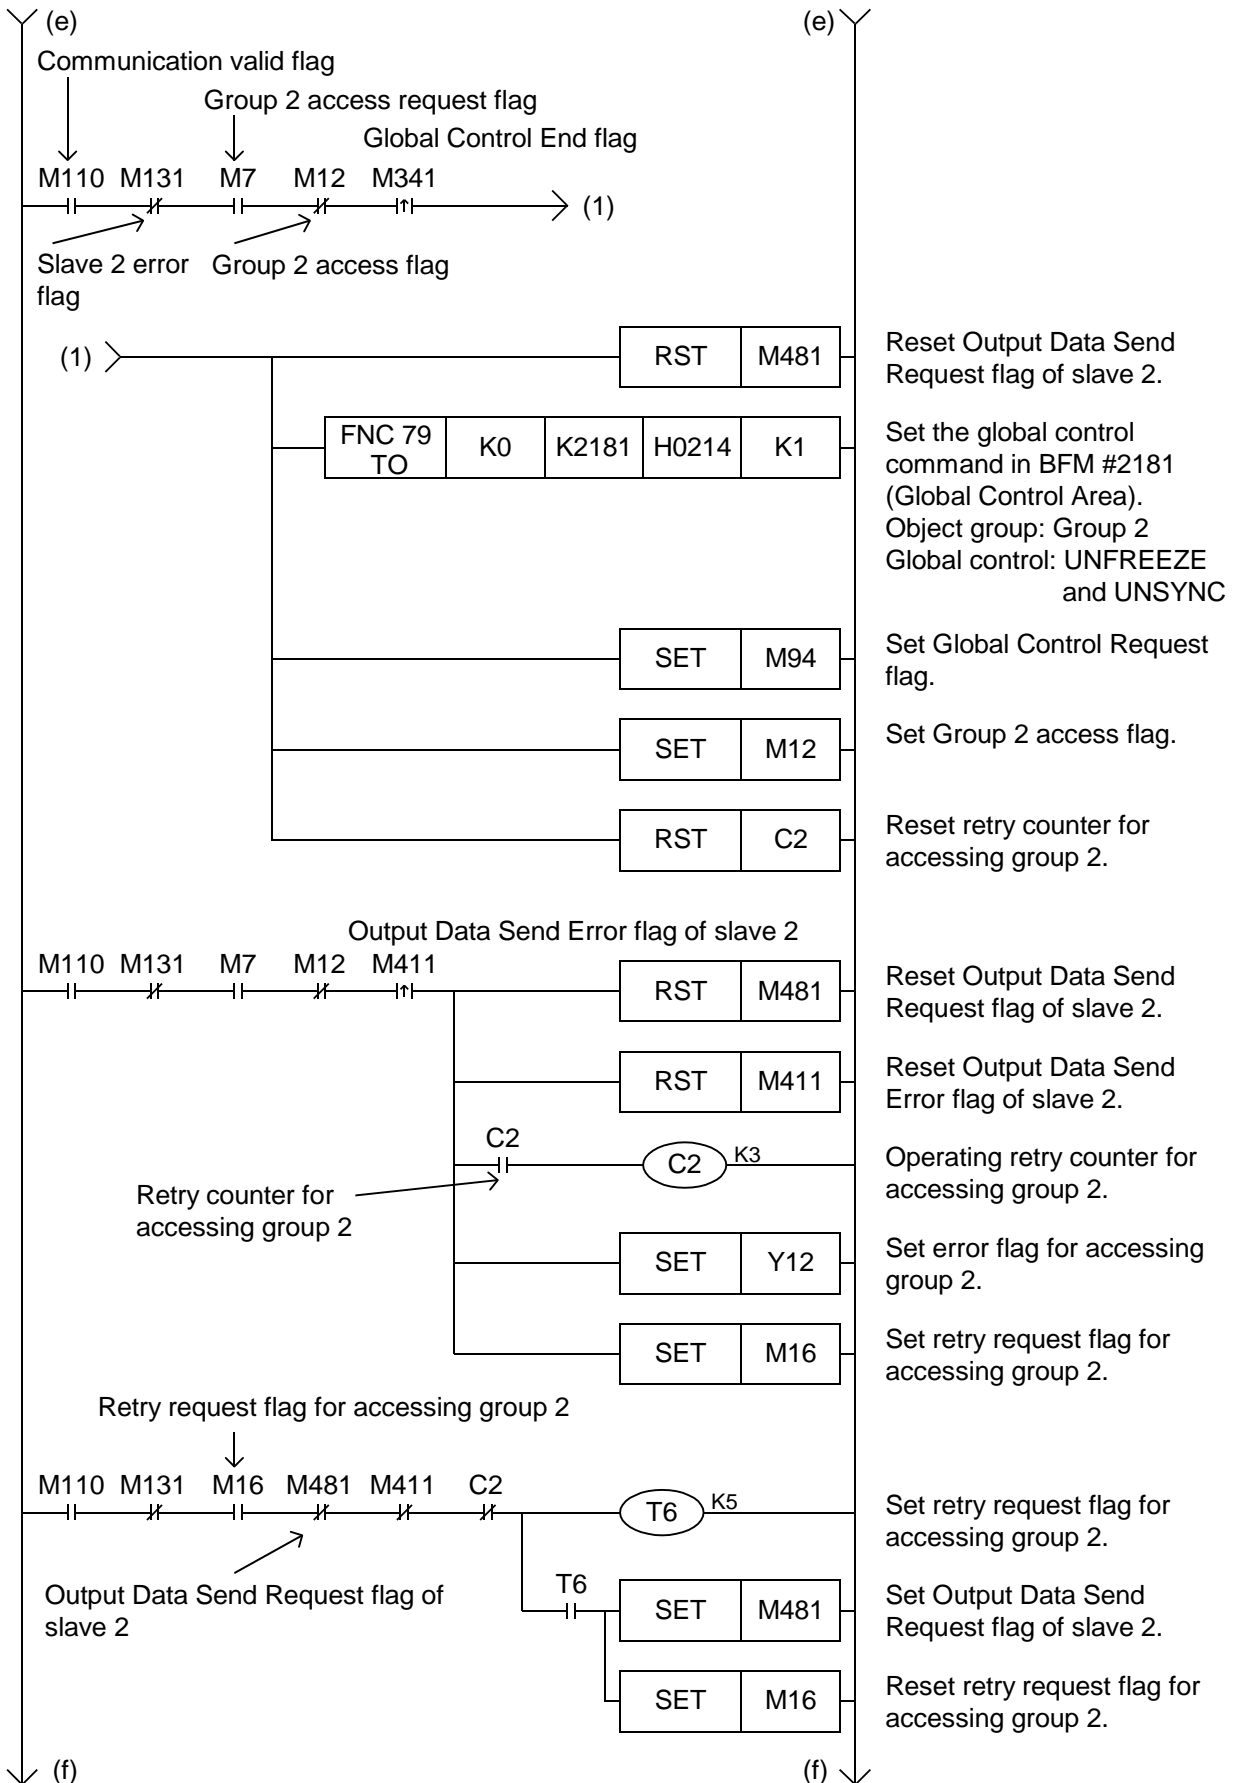 (e) (e)
Communication valid flag
Group 2 access request flag
Global Control End flag
M110 M131 M7 M12 M341
(1)
Slave 2 error
flag
Group 2 access flag
(1)
RST M481
Reset Output Data Send
Request flag of slave 2.
FNC 79
TO
K0 K2181 H0214 K1
Set the global control
command in BFM #2181
(Global Control Area).
Object group: Group 2
Global control: UNFREEZE
and UNSYNC
SET M94
Set Global Control Request
flag.
SET M12
Set Group 2 access flag.
RST C2
Reset retry counter for
accessing group 2.
Output Data Send Error flag of slave 2
M110 M131 M7 M12 M411
RST M481
Reset Output Data Send
Request flag of slave 2.
RST M411
Reset Output Data Send
Error flag of slave 2.
C2
C2 K3
Operating retry counter for
accessing group 2.
Retry counter for
accessing group 2
SET Y12
Set error flag for accessing
group 2.
SET M16
Set retry request flag for
accessing group 2.
Retry request flag for accessing group 2
M110 M131 M16 M481 M411 C2
T6 K5
Set retry request flag for
accessing group 2.
Output Data Send Request flag of
slave 2
T6
SET M481
Set Output Data Send
Request flag of slave 2.
SET M16
Reset retry request flag for
accessing group 2.
(f) (f)